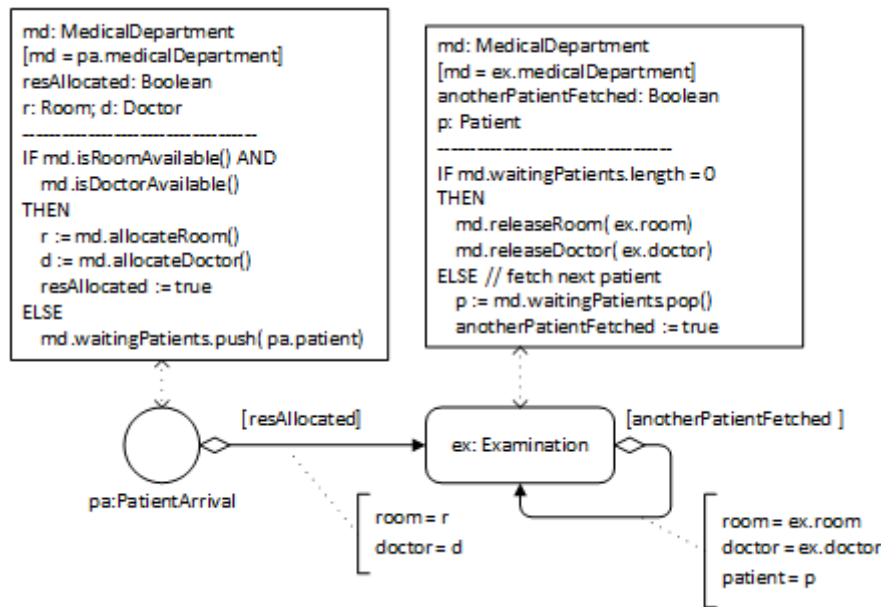 md: MedicalDepartment
[md = pa.medicalDepartment]
resAllocated: Boolean
r: Room; d: Doctor
------------------------------------
IF md.isRoomAvailable() AND
md.isDoctorAvailable()
THEN
r := md.allocateRoom()
d := md.allocateDoctor()
resAllocated := true
ELSE
md.waitingPatients.push( pa.patient)
md: MedicalDepartment
[md = ex.medicalDepartment]
anotherPatientFetched: Boolean
p: Patient
------------------------------------
IF md.waitingPatients.length = 0
THEN
md.releaseRoom( ex.room)
md.releaseDoctor( ex.doctor)
ELSE // fetch next patient
p := md.waitingPatients.pop()
anotherPatientFetched := true
[resAllocated]
[anotherPatientFetched ]
ex: Examination
pa:PatientArrival
room = r
doctor = d
room = ex.room
doctor = ex.doctor
patient = p